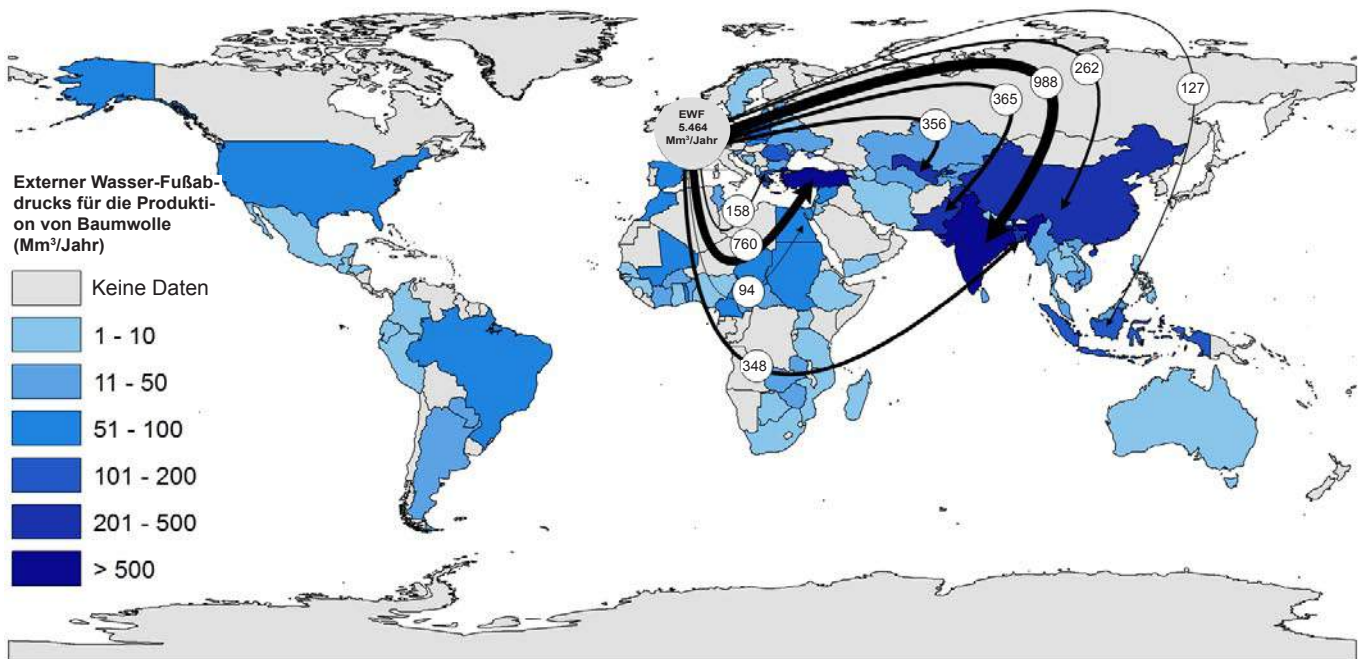 EWF
5.464
Mm³/Jahr
988
262
127
365
356
158
760
94
348
Externer Wasser-Fußab-
drucks für die Produkti-
on von Baumwolle
(Mm³/Jahr)
Keine Daten
1 - 10
11 - 50
51 - 100
101 - 200
201 - 500
> 500